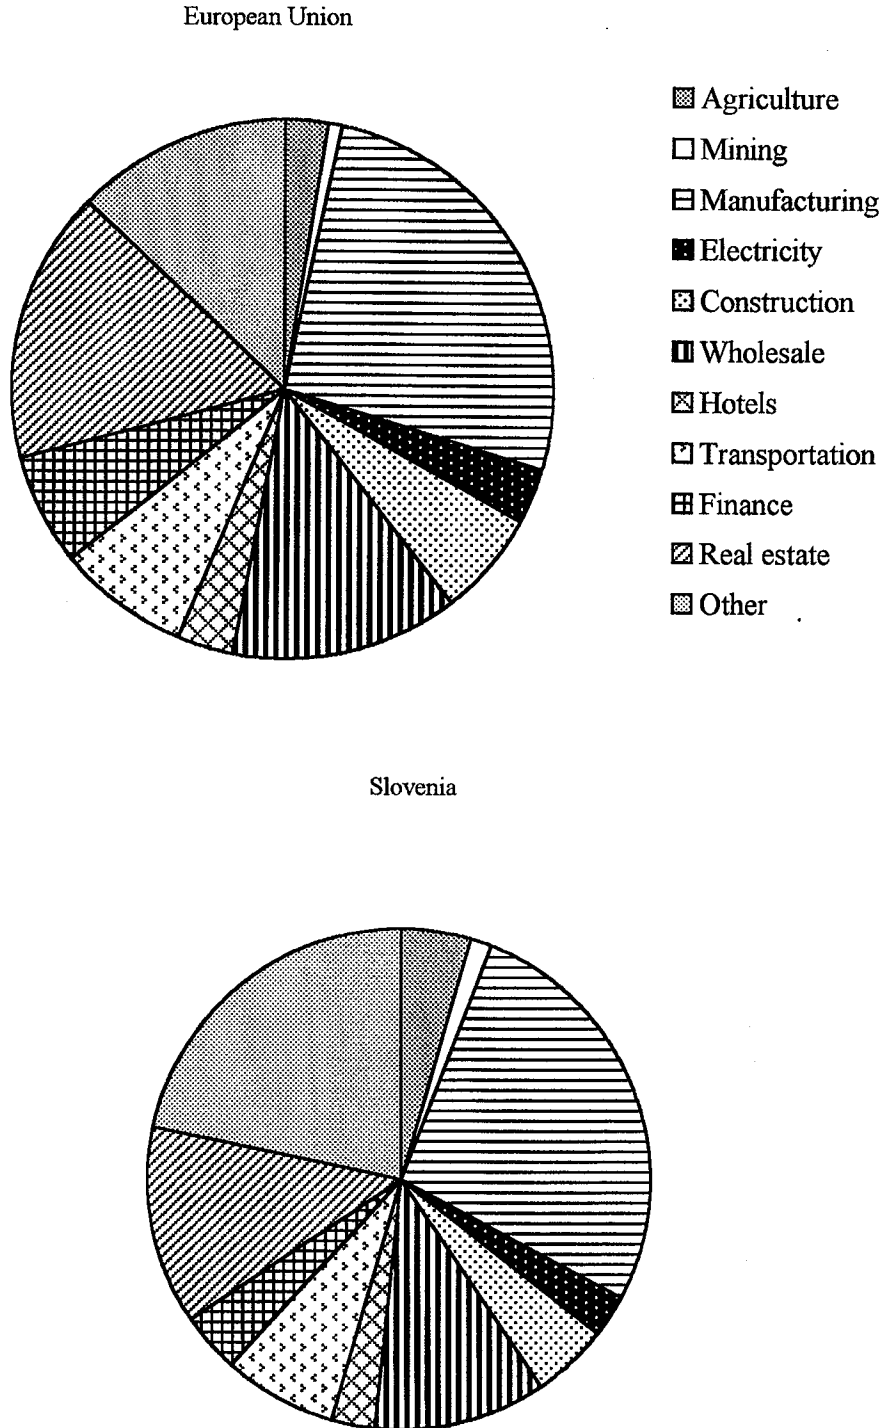 European Union
Agriculture
Mining
Manufacturing
Electricity
Construction
Wholesale
Hotels
Transportation
Finance
Real estate
Other
Slovenia